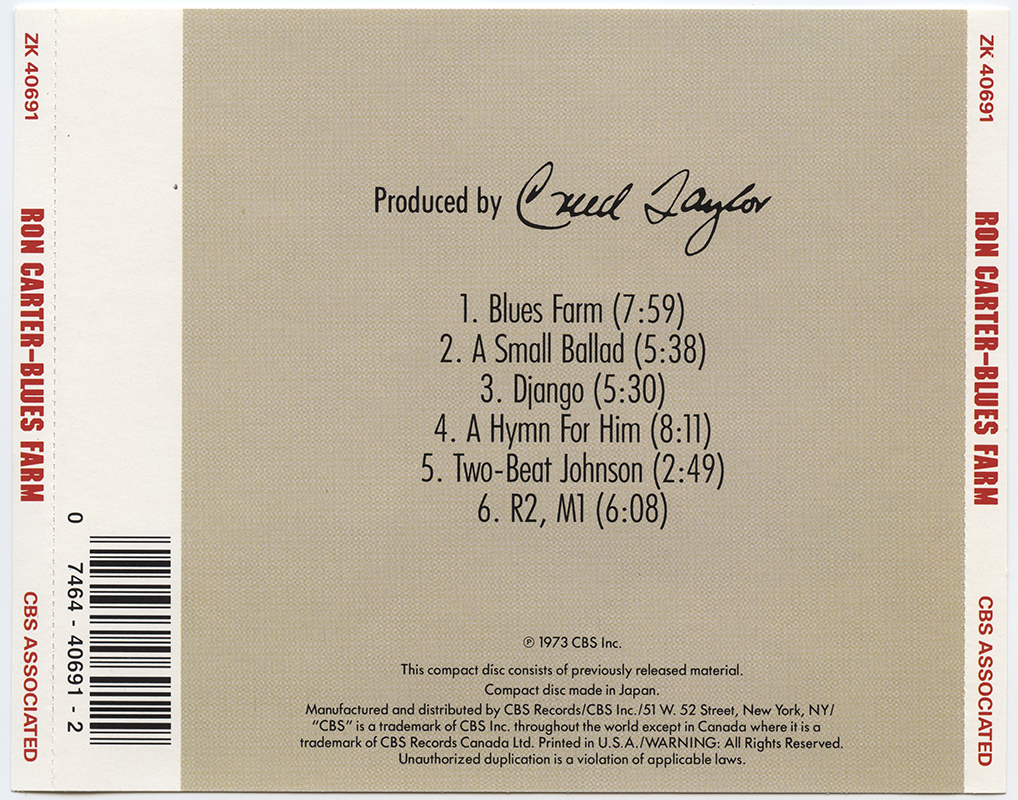 ZK 40691
RON CARTER–BLUES FARM
CBS ASSOCIATED
0 7464 - 40691 - 2
Produced by Creed Taylor
1. Blues Farm (7:59)
2. A Small Ballad (5:38)
3. Django (5:30)
4. A Hymn For Him (8:11)
5. Two-Beat Johnson (2:49)
6. R2, M1 (6:08)
℗ 1973 CBS Inc.
This compact disc consists of previously released material.
Compact disc made in Japan.
Manufactured and distributed by CBS Records/CBS Inc./51 W. 52 Street, New York, NY/
“CBS” is a trademark of CBS Inc. throughout the world except in Canada where it is a
trademark of CBS Records Canada Ltd. Printed in U.S.A./WARNING: All Rights Reserved.
Unauthorized duplication is a violation of applicable laws.
ZK 40691
RON CARTER–BLUES FARM
CBS ASSOCIATED